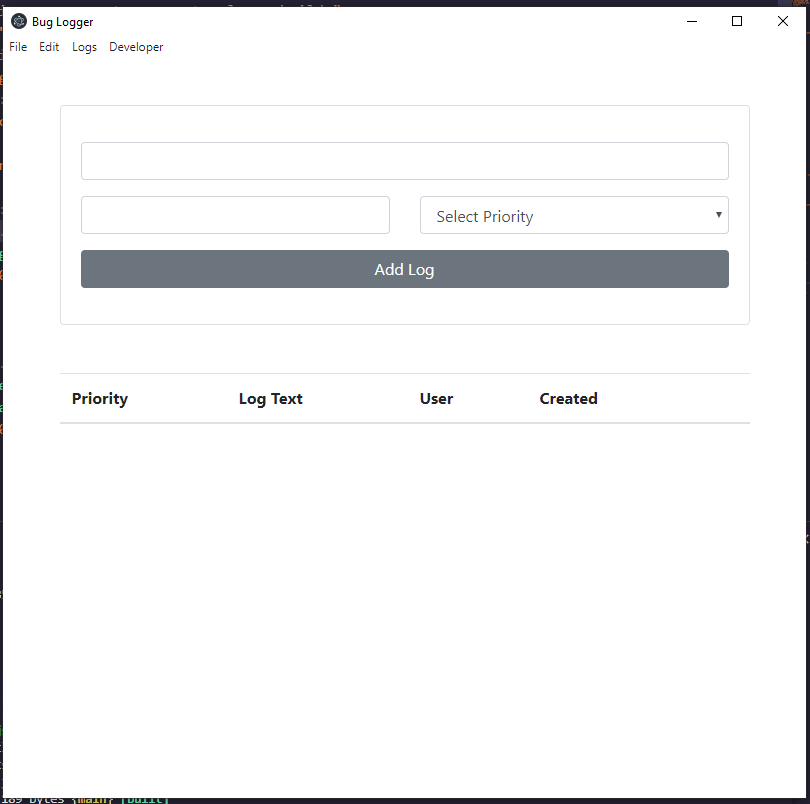 Bug Logger
File Edit Logs Developer
Select Priority
Add Log
Priority Log Text User Created
189 bytes {main} [built]